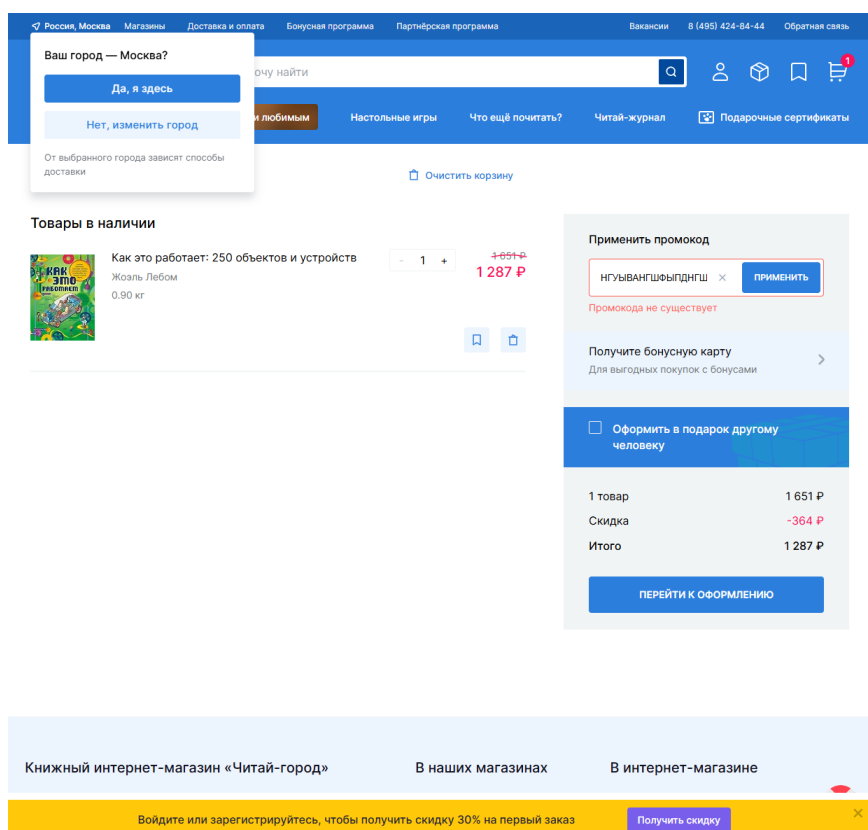 Россия, Москва Магазины Доставка и оплата Бонусная программа Партнёрская программа Вакансии 8 (495) 424-84-44 Обратная связь
Ваш город — Москва?
Да, я здесь
Нет, изменить город
От выбранного города зависят способы
доставки
очу найти
1
и любимым Настольные игры Что ещё почитать? Читай-журнал Подарочные сертификаты
Очистить корзину
Товары в наличии
КАК
ЭТО
РАБОТАЕТ
Как это работает: 250 объектов и устройств
Жоэль Лебом
0.90 кг
- 1 +
1 651 ₽
1 287 ₽
Применить промокод
НГУЫВАНГШФЫПДНГШ × ПРИМЕНИТЬ
Промокода не существует
Получите бонусную карту
Для выгодных покупок с бонусами
Оформить в подарок другому
человеку
1 товар 1 651 ₽
Скидка -364 ₽
Итого 1 287 ₽
ПЕРЕЙТИ К ОФОРМЛЕНИЮ
Книжный интернет-магазин «Читай-город» В наших магазинах В интернет-магазине
Войдите или зарегистрируйтесь, чтобы получить скидку 30% на первый заказ Получить скидку ×